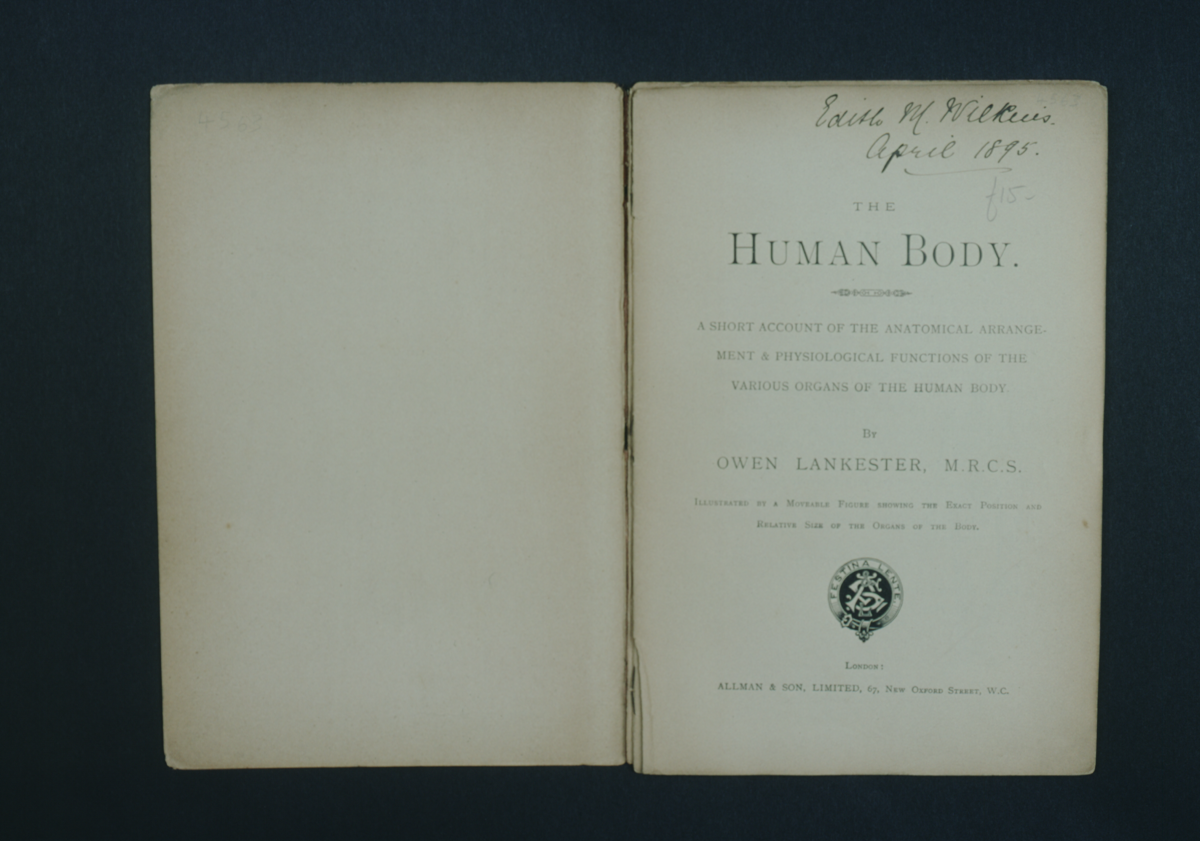 Edith M. Wilkins.
April 1895.
£15-
THE
HUMAN BODY.
A SHORT ACCOUNT OF THE ANATOMICAL ARRANGE-
MENT & PHYSIOLOGICAL FUNCTIONS OF THE
VARIOUS ORGANS OF THE HUMAN BODY.
By
OWEN LANKESTER, M.R.C.S.
Illustrated by a Moveable Figure showing the Exact Position and
Relative Size of the Organs of the Body.
FESTINA LENTE
London:
ALLMAN & SON, LIMITED, 67, New Oxford Street, W.C.